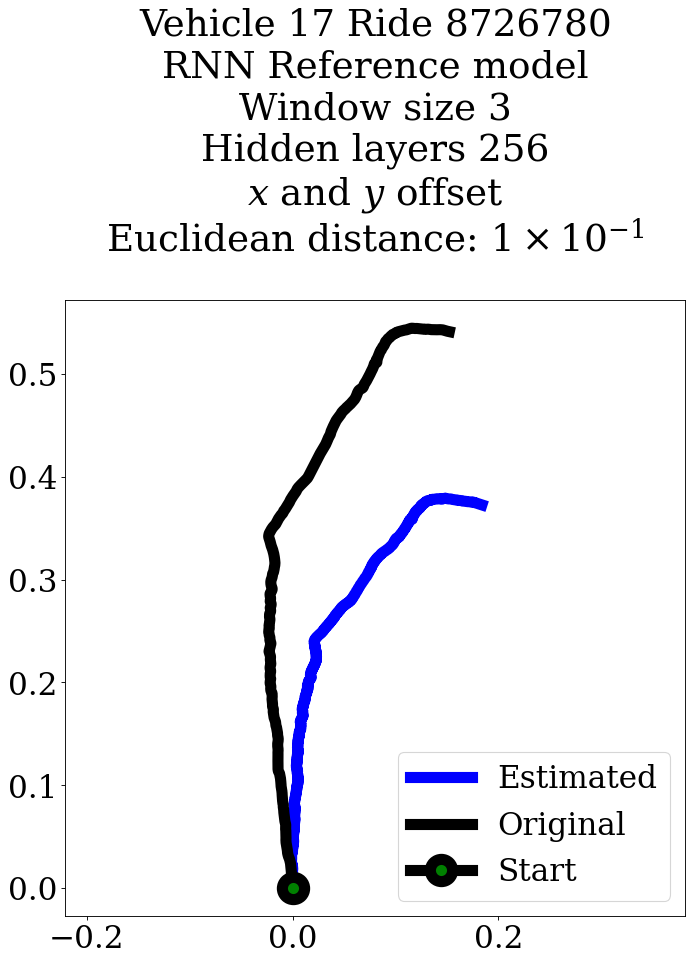 Vehicle 17 Ride 8726780
RNN Reference model
Window size 3
Hidden layers 256
x and y offset
Euclidean distance: 1 × 10⁻¹
0.5
0.4
0.3
0.2
0.1
0.0
Estimated
Original
Start
−0.2 0.0 0.2